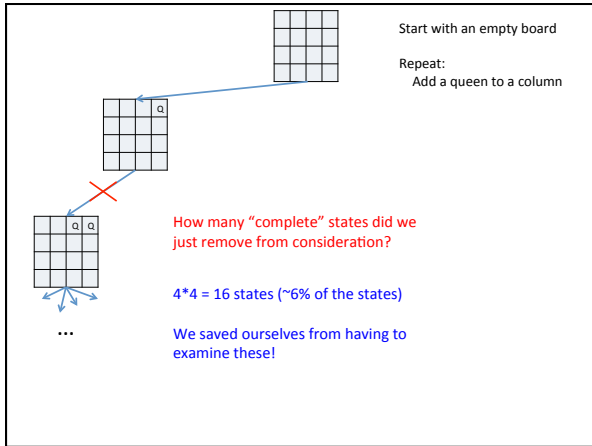 Start with an empty board
Repeat:
Add a queen to a column
Q
Q Q
How many “complete” states did we
just remove from consideration?
4*4 = 16 states (~6% of the states)
We saved ourselves from having to
examine these!
...